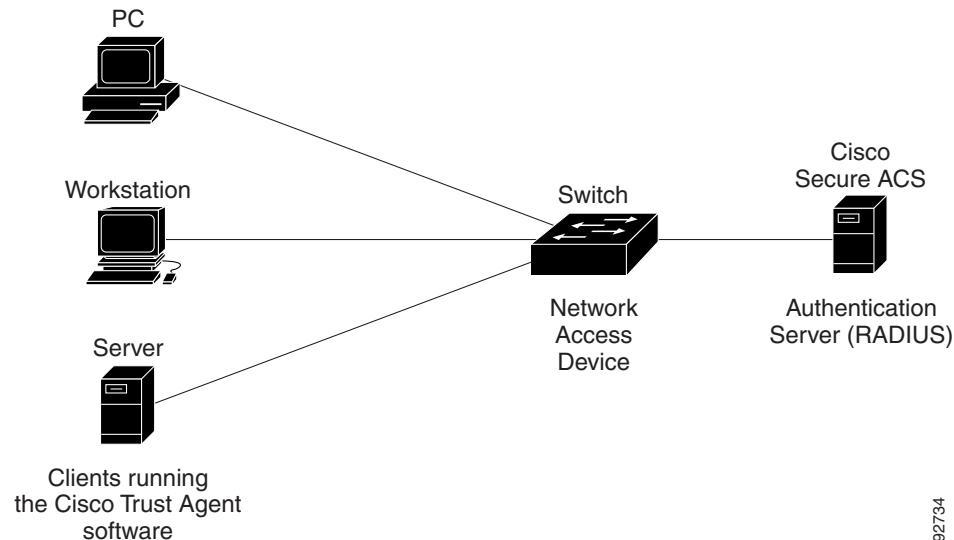 PC
Workstation
Server
Clients running
the Cisco Trust Agent
software
Switch
Network
Access
Device
Cisco
Secure ACS
Authentication
Server (RADIUS)
92734